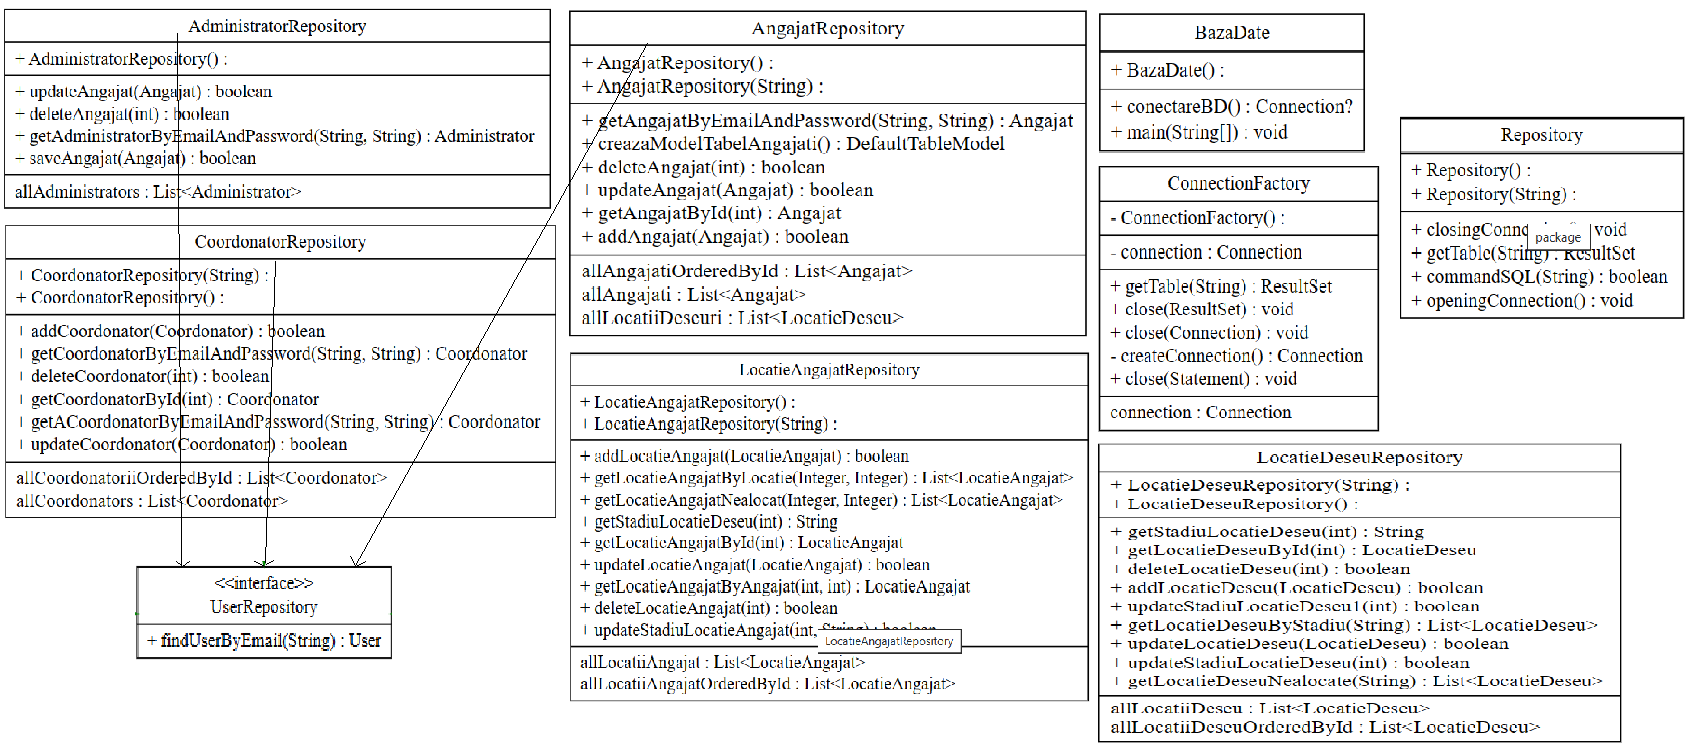 AdministratorRepository
+ AdministratorRepository() :
+ updateAngajat(Angajat) : boolean
+ deleteAngajat(int) : boolean
+ getAdministratorByEmailAndPassword(String, String) : Administrator
+ saveAngajat(Angajat) : boolean
allAdministrators : List<Administrator>
CoordonatorRepository
+ CoordonatorRepository(String) :
+ CoordonatorRepository() :
+ addCoordonator(Coordonator) : boolean
+ getCoordonatorByEmailAndPassword(String, String) : Coordonator
+ deleteCoordonator(int) : boolean
+ getCoordonatorById(int) : Coordonator
+ getACoordonatorByEmailAndPassword(String, String) : Coordonator
+ updateCoordonator(Coordonator) : boolean
allCoordonatoriiOrderedById : List<Coordonator>
allCoordonators : List<Coordonator>
<<interface>>
UserRepository
+ findUserByEmail(String) : User
AngajatRepository
+ AngajatRepository() :
+ AngajatRepository(String) :
+ getAngajatByEmailAndPassword(String, String) : Angajat
+ creazaModelTabelAngajati() : DefaultTableModel
+ deleteAngajat(int) : boolean
+ updateAngajat(Angajat) : boolean
+ getAngajatById(int) : Angajat
+ addAngajat(Angajat) : boolean
allAngajatiOrderedById : List<Angajat>
allAngajati : List<Angajat>
allLocatiiDeseuri : List<LocatieDeseu>
LocatieAngajatRepository
+ LocatieAngajatRepository() :
+ LocatieAngajatRepository(String) :
+ addLocatieAngajat(LocatieAngajat) : boolean
+ getLocatieAngajatByLocatie(Integer, Integer) : List<LocatieAngajat>
+ getLocatieAngajatNealocat(Integer, Integer) : List<LocatieAngajat>
+ getStadiuLocatieDeseu(int) : String
+ getLocatieAngajatById(int) : LocatieAngajat
+ updateLocatieAngajat(LocatieAngajat) : boolean
+ getLocatieAngajatByAngajat(int, int) : LocatieAngajat
+ deleteLocatieAngajat(int) : boolean
+ updateStadiuLocatieAngajat(int, String) : boolean
LocatieAngajatRepository
allLocatiiAngajat : List<LocatieAngajat>
allLocatiiAngajatOrderedById : List<LocatieAngajat>
BazaDate
+ BazaDate() :
+ conectareBD() : Connection?
+ main(String[]) : void
ConnectionFactory
- ConnectionFactory() :
- connection : Connection
+ getTable(String) : ResultSet
+ close(ResultSet) : void
+ close(Connection) : void
- createConnection() : Connection
+ close(Statement) : void
connection : Connection
Repository
+ Repository() :
+ Repository(String) :
+ closingConne void
package
+ getTable(String) : ResultSet
+ commandSQL(String) : boolean
+ openingConnection() : void
LocatieDeseuRepository
+ LocatieDeseuRepository(String) :
+ LocatieDeseuRepository() :
+ getStadiuLocatieDeseu(int) : String
+ getLocatieDeseuById(int) : LocatieDeseu
+ deleteLocatieDeseu(int) : boolean
+ addLocatieDeseu(LocatieDeseu) : boolean
+ updateStadiuLocatieDeseu1(int) : boolean
+ getLocatieDeseuByStadiu(String) : List<LocatieDeseu>
+ updateLocatieDeseu(LocatieDeseu) : boolean
+ updateStadiuLocatieDeseu(int) : boolean
+ getLocatieDeseuNealocate(String) : List<LocatieDeseu>
allLocatiiDeseu : List<LocatieDeseu>
allLocatiiDeseuOrderedById : List<LocatieDeseu>